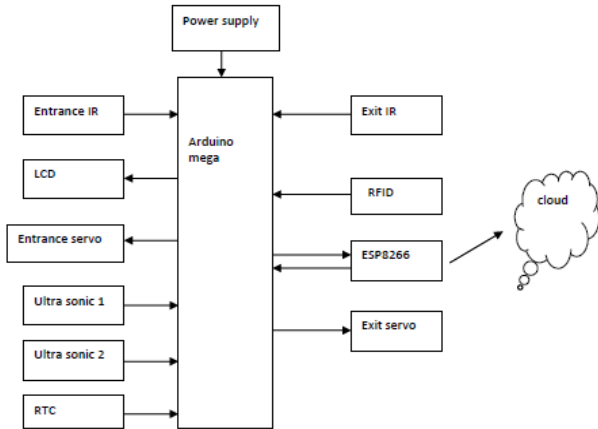 Power supply
Entrance IR
Exit IR
Arduino
mega
LCD
RFID
cloud
Entrance servo
ESP8266
Ultra sonic 1
Exit servo
Ultra sonic 2
RTC